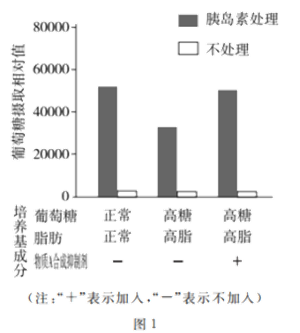 胰岛素处理
不处理
葡萄糖摄取相对值
80000
60000
40000
20000
0
培养基成分
葡萄糖 正常 高糖 高糖
脂肪 正常 高脂 高脂
物质A合成抑制剂 － － ＋
(注:“＋”表示加入,“－”表示不加入)
图1